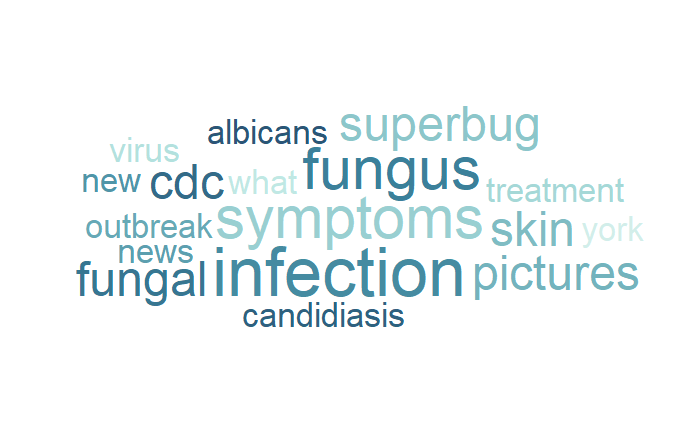 superbug
albicans
virus
fungus
new
cdc
what
treatment
symptoms
outbreak
skin
york
news
infection
pictures
fungal
candidiasis